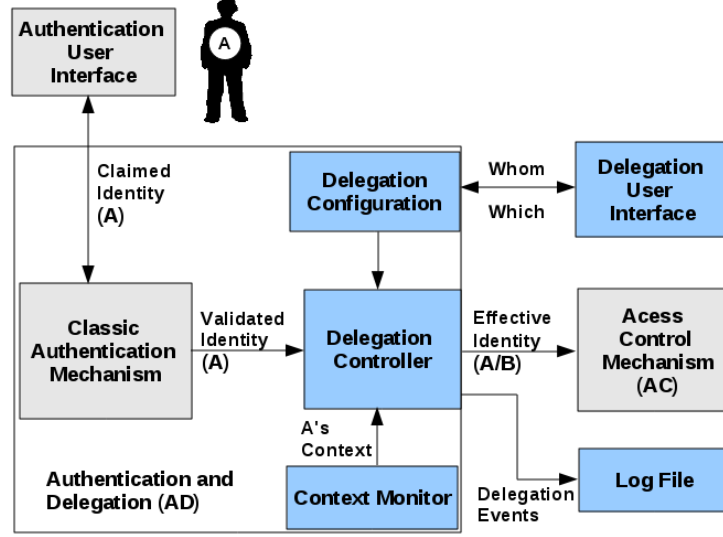 Authentication
User
Interface
A
Claimed
Identity
(A)
Delegation
Configuration
Whom
Which
Delegation
User
Interface
Classic
Authentication
Mechanism
Validated
Identity
(A)
Delegation
Controller
Effective
Identity
(A/B)
Acess
Control
Mechanism
(AC)
A's
Context
Authentication and
Delegation (AD)
Context Monitor
Delegation
Events
Log File